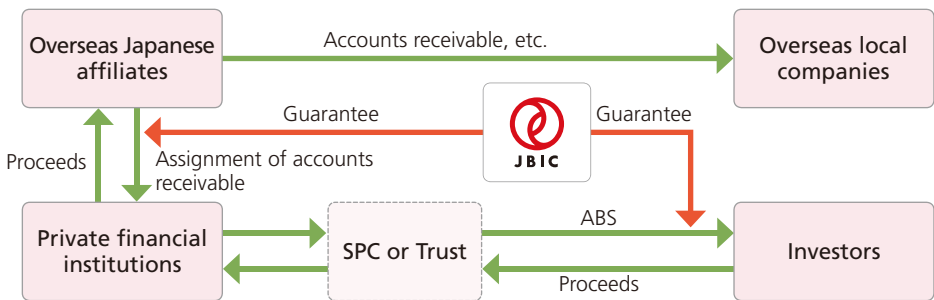 Overseas Japanese
affiliates
Accounts receivable, etc.
Overseas local
companies
Guarantee
JBIC
Guarantee
Proceeds
Assignment of accounts
receivable
Private financial
institutions
SPC or Trust
ABS
Investors
Proceeds